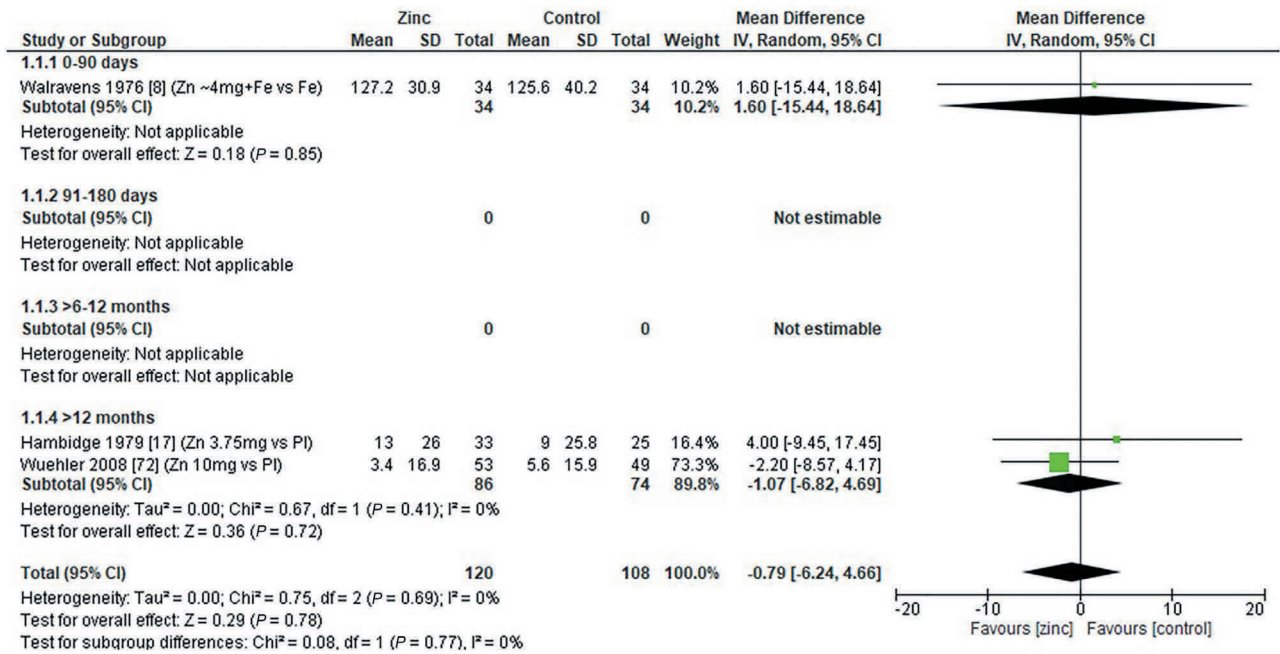 Zinc Control Mean Difference Mean Difference
Study or Subgroup Mean SD Total Mean SD Total Weight IV, Random, 95% CI IV, Random, 95% CI
1.1.1 0-90 days
Walravens 1976 [8] (Zn ~4mg+Fe vs Fe) 127.2 30.9 34 125.6 40.2 34 10.2% 1.60 [-15.44, 18.64]
Subtotal (95% CI) 34 34 10.2% 1.60 [-15.44, 18.64]
Heterogeneity: Not applicable
Test for overall effect: Z = 0.18 (P = 0.85)
1.1.2 91-180 days
Subtotal (95% CI) 0 0 Not estimable
Heterogeneity: Not applicable
Test for overall effect: Not applicable
1.1.3 >6-12 months
Subtotal (95% CI) 0 0 Not estimable
Heterogeneity: Not applicable
Test for overall effect: Not applicable
1.1.4 >12 months
Hambidge 1979 [17] (Zn 3.75mg vs Pl) 13 26 33 9 25.8 25 16.4% 4.00 [-9.45, 17.45]
Wuehler 2008 [72] (Zn 10mg vs Pl) 3.4 16.9 53 5.6 15.9 49 73.3% -2.20 [-8.57, 4.17]
Subtotal (95% CI) 86 74 89.8% -1.07 [-6.82, 4.69]
Heterogeneity: Tau² = 0.00; Chi² = 0.67, df = 1 (P = 0.41); I² = 0%
Test for overall effect: Z = 0.36 (P = 0.72)
Total (95% CI) 120 108 100.0% -0.79 [-6.24, 4.66]
Heterogeneity: Tau² = 0.00; Chi² = 0.75, df = 2 (P = 0.69); I² = 0%
Test for overall effect: Z = 0.29 (P = 0.78)
Test for subgroup differences: Chi² = 0.08, df = 1 (P = 0.77), I² = 0%
-20 -10 0 10 20
Favours [zinc] Favours [control]